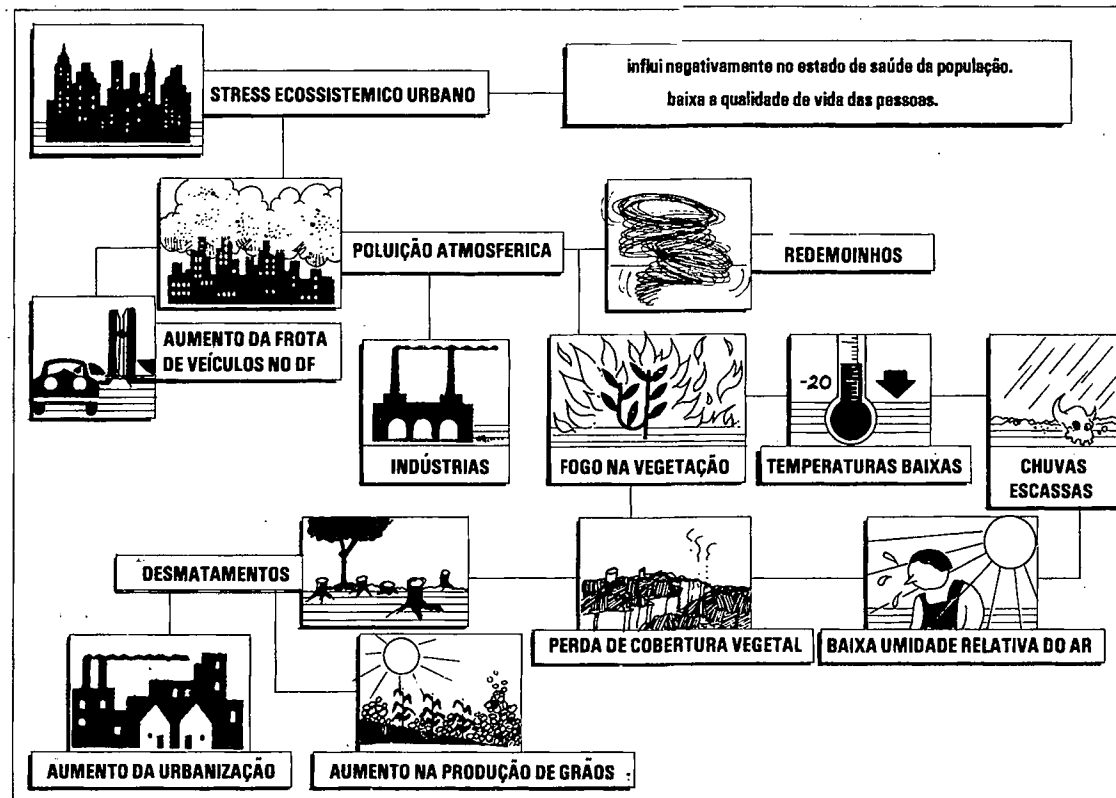 STRESS ECOSSISTEMICO URBANO
influi negativamente no estado de saúde da população.
baixa a qualidade de vida das pessoas.
POLUIÇÃO ATMOSFERICA
REDEMOINHOS
AUMENTO DA FROTA
DE VEÍCULOS NO DF
INDÚSTRIAS
FOGO NA VEGETAÇÃO
-20
TEMPERATURAS BAIXAS
CHUVAS
ESCASSAS
DESMATAMENTOS
PERDA DE COBERTURA VEGETAL
BAIXA UMIDADE RELATIVA DO AR
AUMENTO DA URBANIZAÇÃO
AUMENTO NA PRODUÇÃO DE GRÃOS